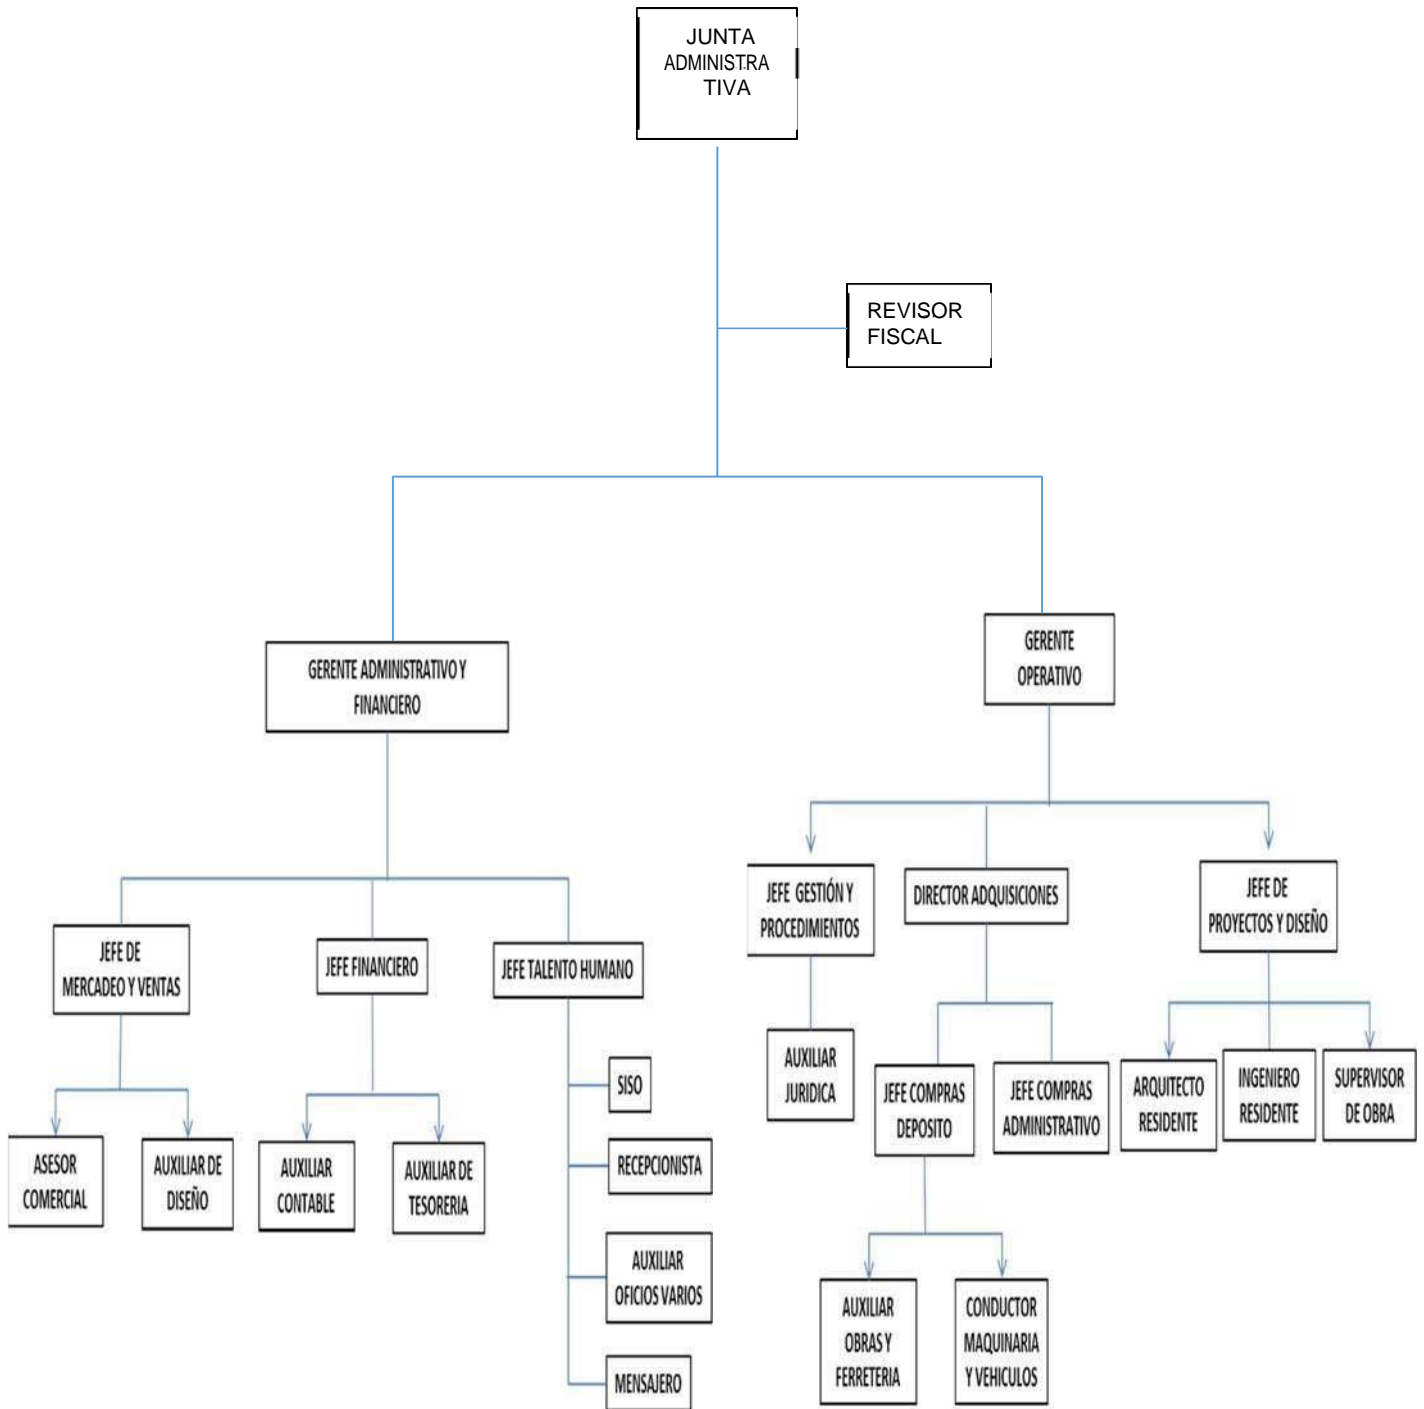 JUNTA
ADMINISTRA
TIVA
REVISOR
FISCAL
GERENTE ADMINISTRATIVO Y
FINANCIERO
GERENTE
OPERATIVO
JEFE DE
MERCADEO Y VENTAS
JEFE FINANCIERO
JEFE TALENTO HUMANO
JEFE GESTIÓN Y
PROCEDIMIENTOS
DIRECTOR ADQUISICIONES
JEFE DE
PROYECTOS Y DISEÑO
ASESOR
COMERCIAL
AUXILIAR DE
DISEÑO
AUXILIAR
CONTABLE
AUXILIAR DE
TESORERIA
SISO
RECEPCIONISTA
AUXILIAR
OFICIOS VARIOS
MENSAJERO
AUXILIAR
JURIDICA
JEFE COMPRAS
DEPOSITO
JEFE COMPRAS
ADMINISTRATIVO
ARQUITECTO
RESIDENTE
INGENIERO
RESIDENTE
SUPERVISOR
DE OBRA
AUXILIAR
OBRAS Y
FERRETERIA
CONDUCTOR
MAQUINARIA
Y VEHICULOS